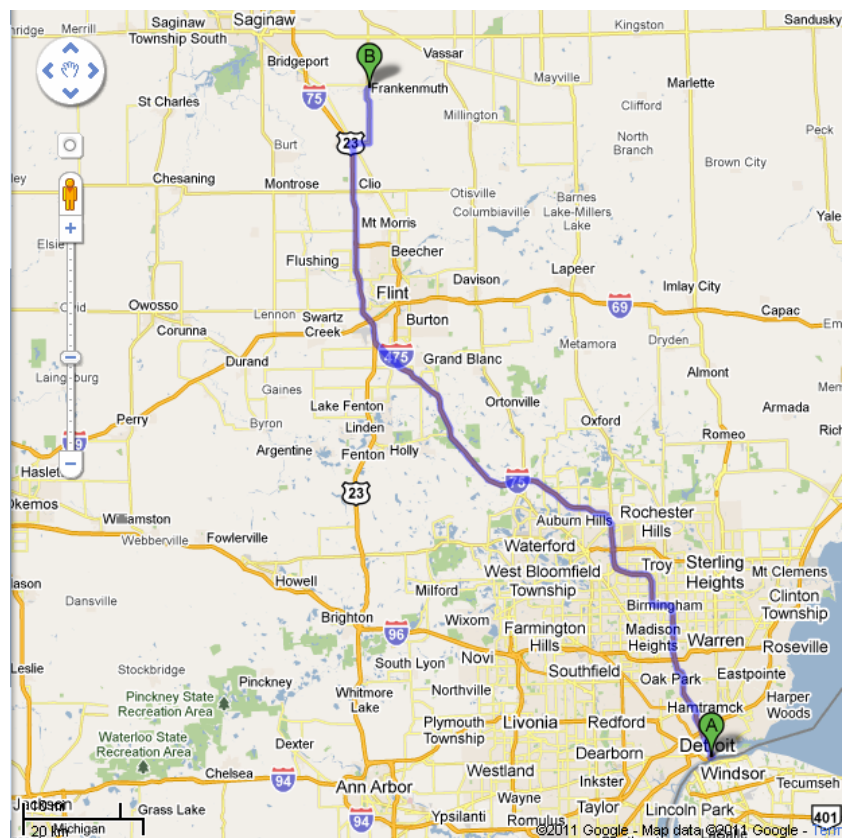 Merrill
Saginaw
Saginaw
Township South
Kingston
Sandusky
Bridgeport
B
Vassar
Frankenmuth
Mayville
Marlette
75
St Charles
Millington
Clifford
Peck
23
Burt
North
Branch
Brown City
Chesaning
Montrose
Clio
Otisville
Columbiaville
Barnes
Lake-Millers
Lake
Yale
Elsie
Mt Morris
Beecher
Flushing
Davison
Lapeer
Imlay City
Flint
Owosso
Lennon
Swartz
Creek
Burton
69
Capac
Corunna
Durand
475
Grand Blanc
Metamora
Dryden
Almont
Laingsburg
Gaines
Ortonville
Armada
Perry
Byron
Lake Fenton
Linden
Fenton
Holly
Oxford
Romeo
Argentine
23
75
Okemos
Williamston
Webberville
Fowlerville
Auburn Hills
Rochester
Hills
Waterford
Troy
Sterling
Heights
Mt Clemens
West Bloomfield
Township
Howell
Milford
Birmingham
Clinton
Township
Dansville
Brighton
96
Wixom
Farmington
Hills
Madison
Heights
Warren
Roseville
Leslie
Stockbridge
South Lyon
Novi
Southfield
Oak Park
Eastpointe
Pinckney
Pinckney State
Recreation Area
Whitmore
Lake
Northville
Hamtramck
Harper
Woods
Waterloo State
Recreation Area
Plymouth
Township
Livonia
Redford
A
Detroit
Dexter
Dearborn
Windsor
Chelsea
94
Ann Arbor
Westland
Inkster
Tecumseh
Jackson
Grass Lake
Michigan
20 km
94
Ypsilanti
Wayne
Romulus
Taylor
Lincoln Park
401
©2011 Google - Map data ©2011 Google -